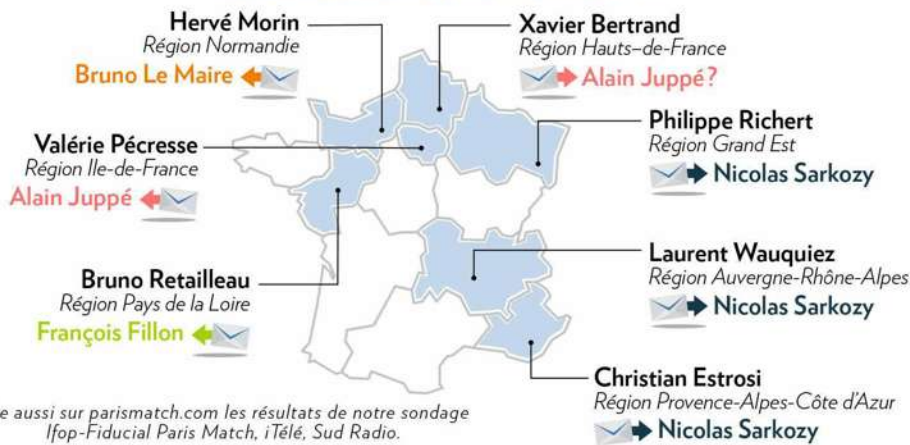 Hervé Morin
Région Normandie
Bruno Le Maire
Xavier Bertrand
Région Hauts-de-France
Alain Juppé?
Valérie Pécresse
Région Ile-de-France
Alain Juppé
Philippe Richert
Région Grand Est
Nicolas Sarkozy
Bruno Retailleau
Région Pays de la Loire
François Fillon
Laurent Wauquiez
Région Auvergne-Rhône-Alpes
Nicolas Sarkozy
Christian Estrosi
Région Provence-Alpes-Côte d'Azur
Nicolas Sarkozy
e aussi sur parismatch.com les résultats de notre sondage
Ifop-Fiducial Paris Match, iTélé, Sud Radio.